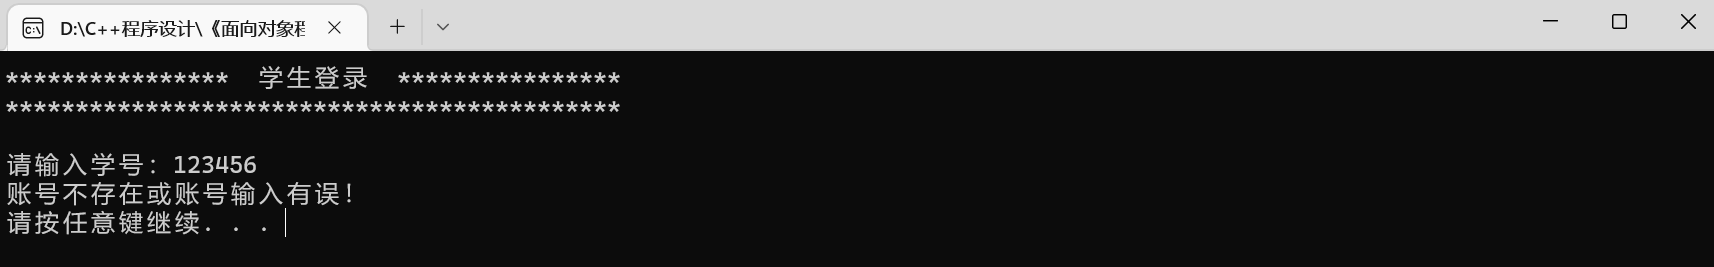 D:\C++程序设计\《面向对象程
**************** 学生登录 ****************
********************************************
请输入学号：123456
账号不存在或账号输入有误！
请按任意键继续. . .